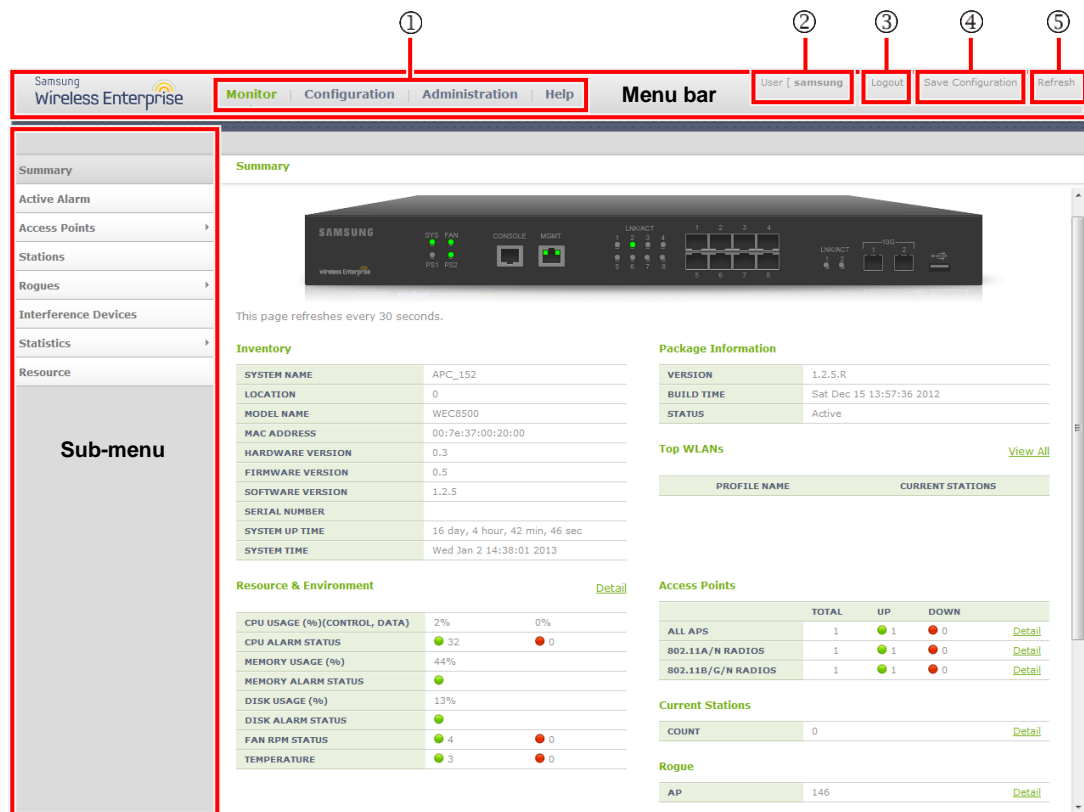 ① ② ③ ④ ⑤
Samsung
Wireless Enterprise
Monitor | Configuration | Administration | Help
Menu bar
User [ samsung
Logout
Save Configuration
Refresh
Summary
Active Alarm
Access Points
Stations
Rogues
Interference Devices
Statistics
Resource
Sub-menu
Summary
SAMSUNG
Wireless Enterprise
SYS FAN
PS1 PS2
CONSOLE
MGMT
LNK/ACT
1 2 3 4
5 6 7 8
1 2 3 4
5 6 7 8
LNK/ACT
1 2
10G
1 2
This page refreshes every 30 seconds.
Inventory
SYSTEM NAME APC_152
LOCATION 0
MODEL NAME WEC8500
MAC ADDRESS 00:7e:37:00:20:00
HARDWARE VERSION 0.3
FIRMWARE VERSION 0.5
SOFTWARE VERSION 1.2.5
SERIAL NUMBER
SYSTEM UP TIME 16 day, 4 hour, 42 min, 46 sec
SYSTEM TIME Wed Jan 2 14:38:01 2013
Resource & Environment Detail
CPU USAGE (%)(CONTROL, DATA) 2% 0%
CPU ALARM STATUS 32 0
MEMORY USAGE (%) 44%
MEMORY ALARM STATUS
DISK USAGE (%) 13%
DISK ALARM STATUS
FAN RPM STATUS 4 0
TEMPERATURE 3 0
Package Information
VERSION 1.2.5.R
BUILD TIME Sat Dec 15 13:57:36 2012
STATUS Active
Top WLANs View All
PROFILE NAME CURRENT STATIONS
Access Points
TOTAL UP DOWN
ALL APS 1 1 0 Detail
802.11A/N RADIOS 1 1 0 Detail
802.11B/G/N RADIOS 1 1 0 Detail
Current Stations
COUNT 0 Detail
Rogue
AP 146 Detail